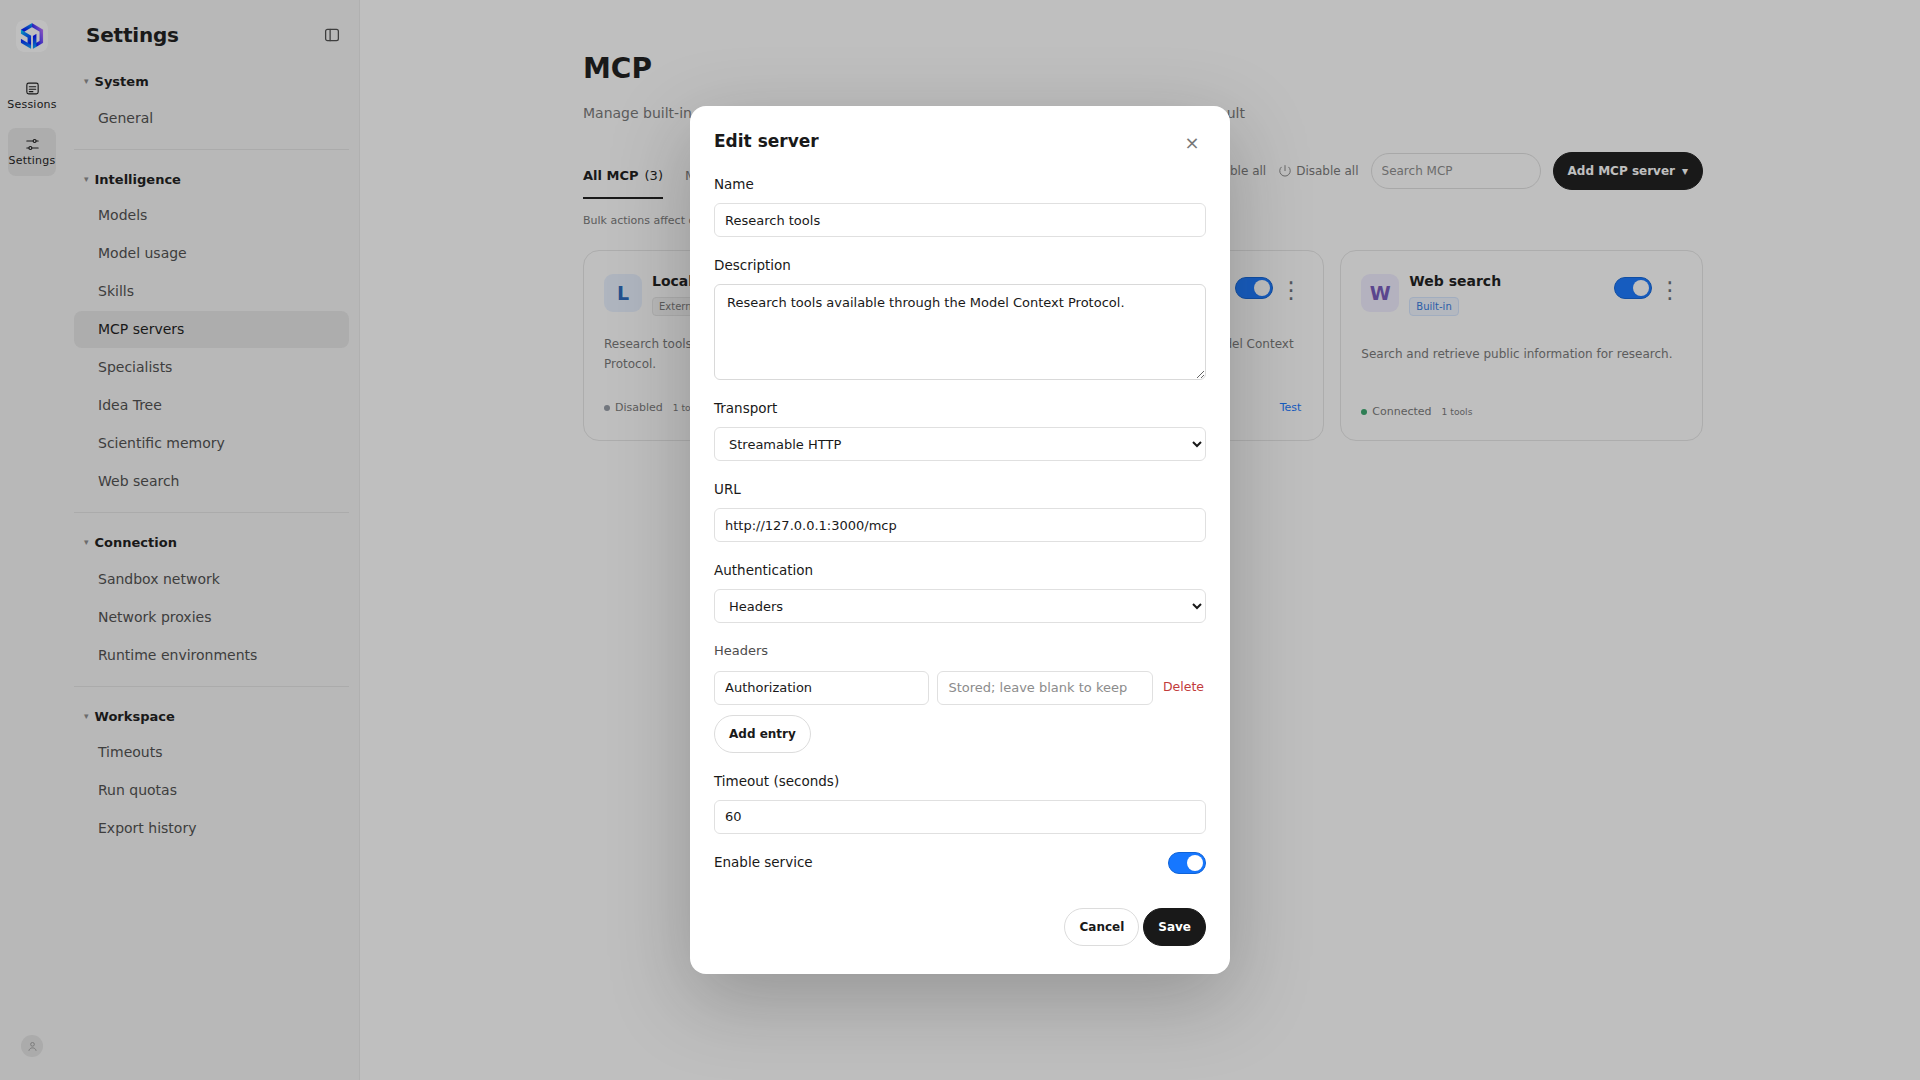 Settings
Sessions
Settings
▾ System
General
▾ Intelligence
Models
Model usage
Skills
MCP servers
Specialists
Idea Tree
Scientific memory
Web search
▾ Connection
Sandbox network
Network proxies
Runtime environments
▾ Workspace
Timeouts
Run quotas
Export history
MCP
Manage built-in
All MCP (3)
Disable all
Search MCP
Add MCP server ▾
Bulk actions affect
L
Local
Research tools
Protocol.
Disabled
Context
Test
W
Web search
Built-in
Search and retrieve public information for research.
Connected 1 tools
Edit server
×
Name
Research tools
Description
Research tools available through the Model Context Protocol.
Transport
Streamable HTTP
URL
http://127.0.0.1:3000/mcp
Authentication
Headers
Headers
Authorization
Stored; leave blank to keep
Delete
Add entry
Timeout (seconds)
60
Enable service
Cancel
Save